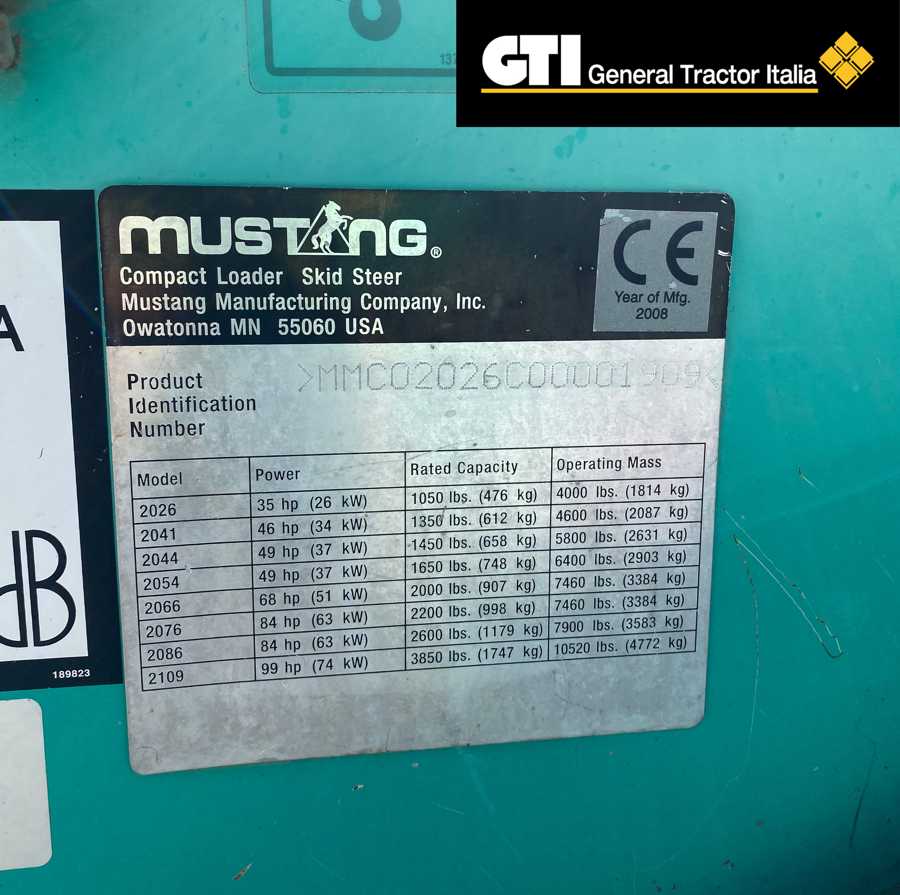 137
GTI General Tractor Italia
MUSTANG®
Compact Loader Skid Steer
Mustang Manufacturing Company, Inc.
Owatonna MN 55060 USA
CE
Year of Mfg.
2008
Product
Identification
Number
>MMC02026C00001909<
Model Power Rated Capacity Operating Mass
2026 35 hp (26 kW) 1050 lbs. (476 kg) 4000 lbs. (1814 kg)
2041 46 hp (34 kW) 1350 lbs. (612 kg) 4600 lbs. (2087 kg)
2044 49 hp (37 kW) 1450 lbs. (658 kg) 5800 lbs. (2631 kg)
2054 49 hp (37 kW) 1650 lbs. (748 kg) 6400 lbs. (2903 kg)
2066 68 hp (51 kW) 2000 lbs. (907 kg) 7460 lbs. (3384 kg)
2076 84 hp (63 kW) 2200 lbs. (998 kg) 7460 lbs. (3384 kg)
2086 84 hp (63 kW) 2600 lbs. (1179 kg) 7900 lbs. (3583 kg)
2109 99 hp (74 kW) 3850 lbs. (1747 kg) 10520 lbs. (4772 kg)
A
dB
189823